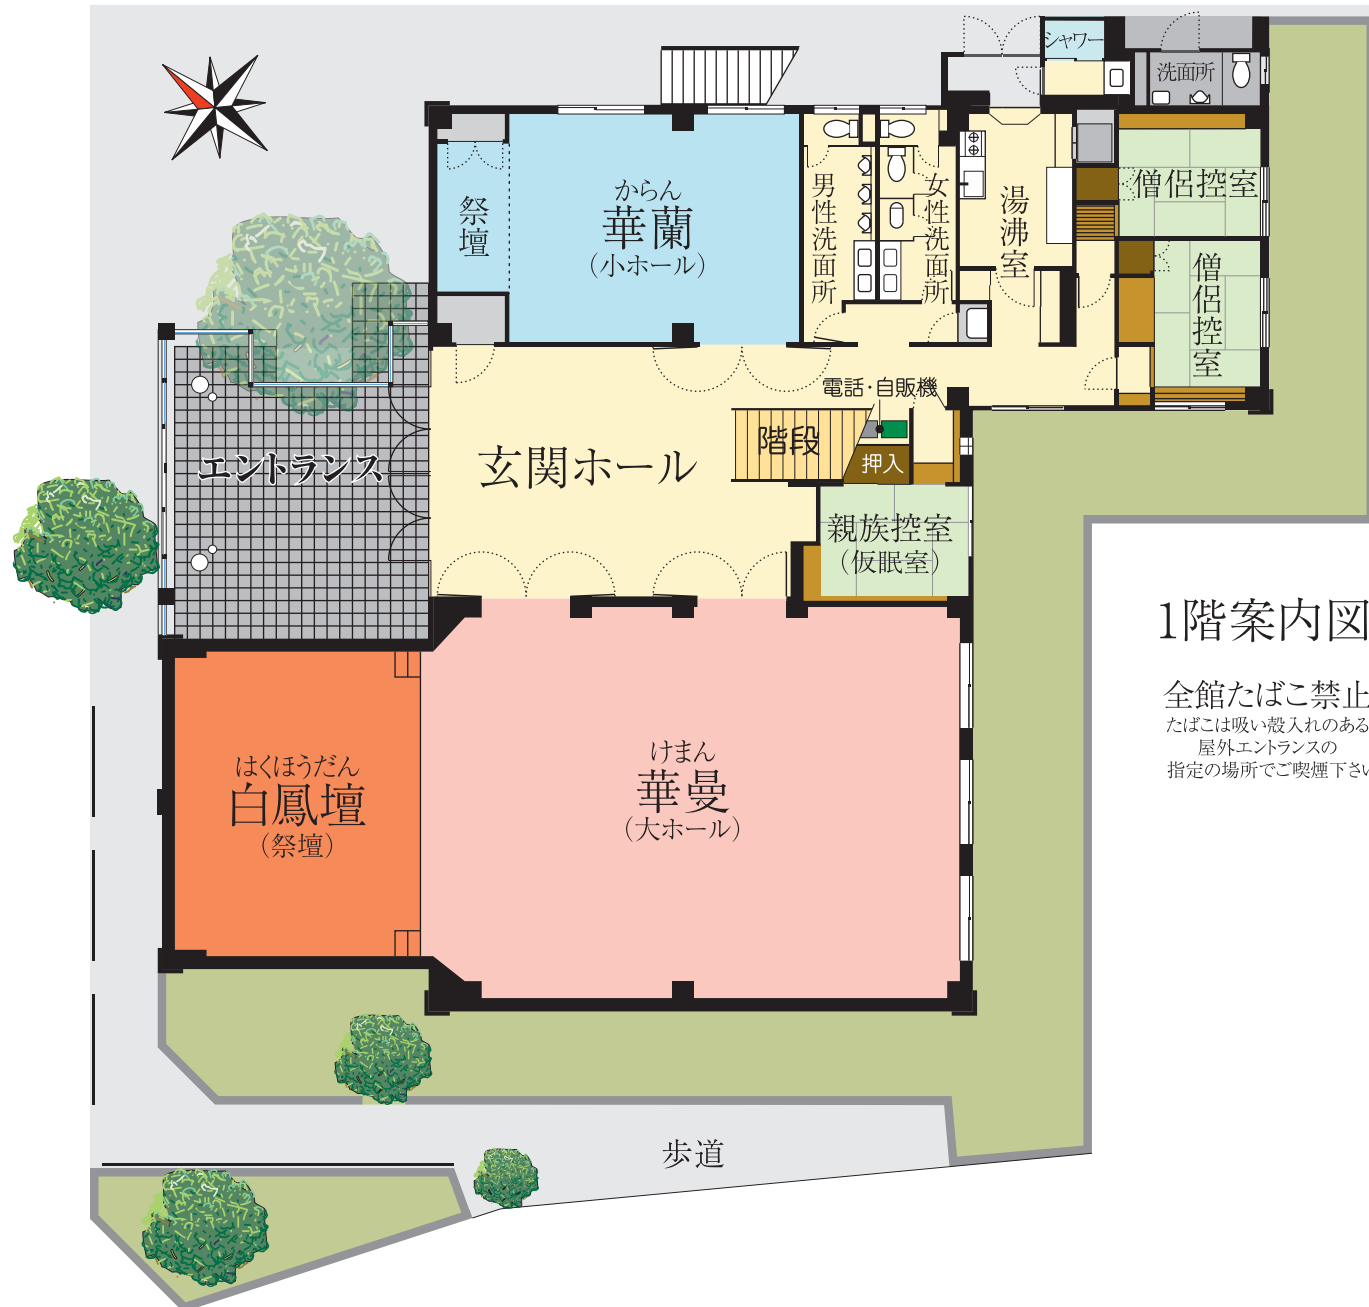 シャワー
洗面所
からん
華蘭
(小ホール)
祭壇
男性洗面所
女性洗面所
湯沸室
僧侶控室
僧侶控室
電話・自販機
階段
押入
エントランス
玄関ホール
親族控室
(仮眠室)
1階案内図
全館たばこ禁止
たばこは吸い殻入れのある
屋外エントランスの
指定の場所でご喫煙下さい
はくほうだん
白鳳壇
(祭壇)
けまん
華曼
(大ホール)
歩道